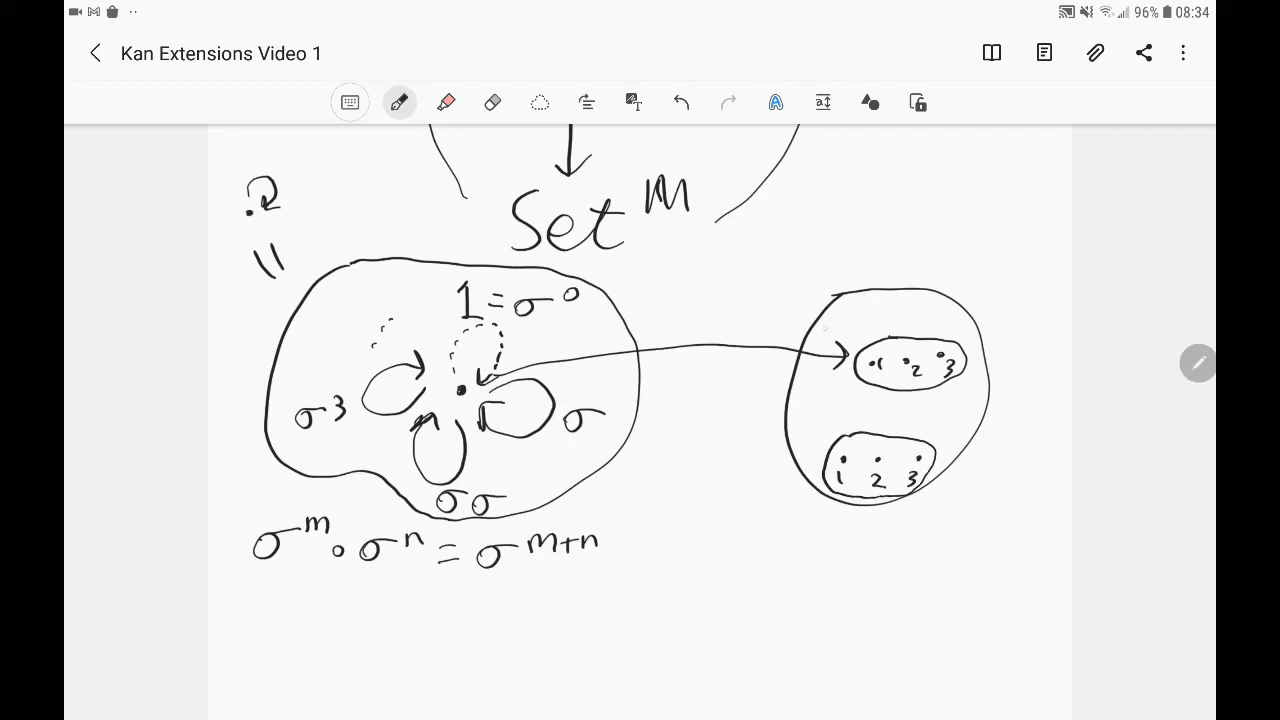 96% 08:34
Kan Extensions Video 1
Set^M
1 = σ^0
1 2 3
σ^3
σ
1 2 3
σσ
σ^m ∘ σ^n = σ^{m+n}